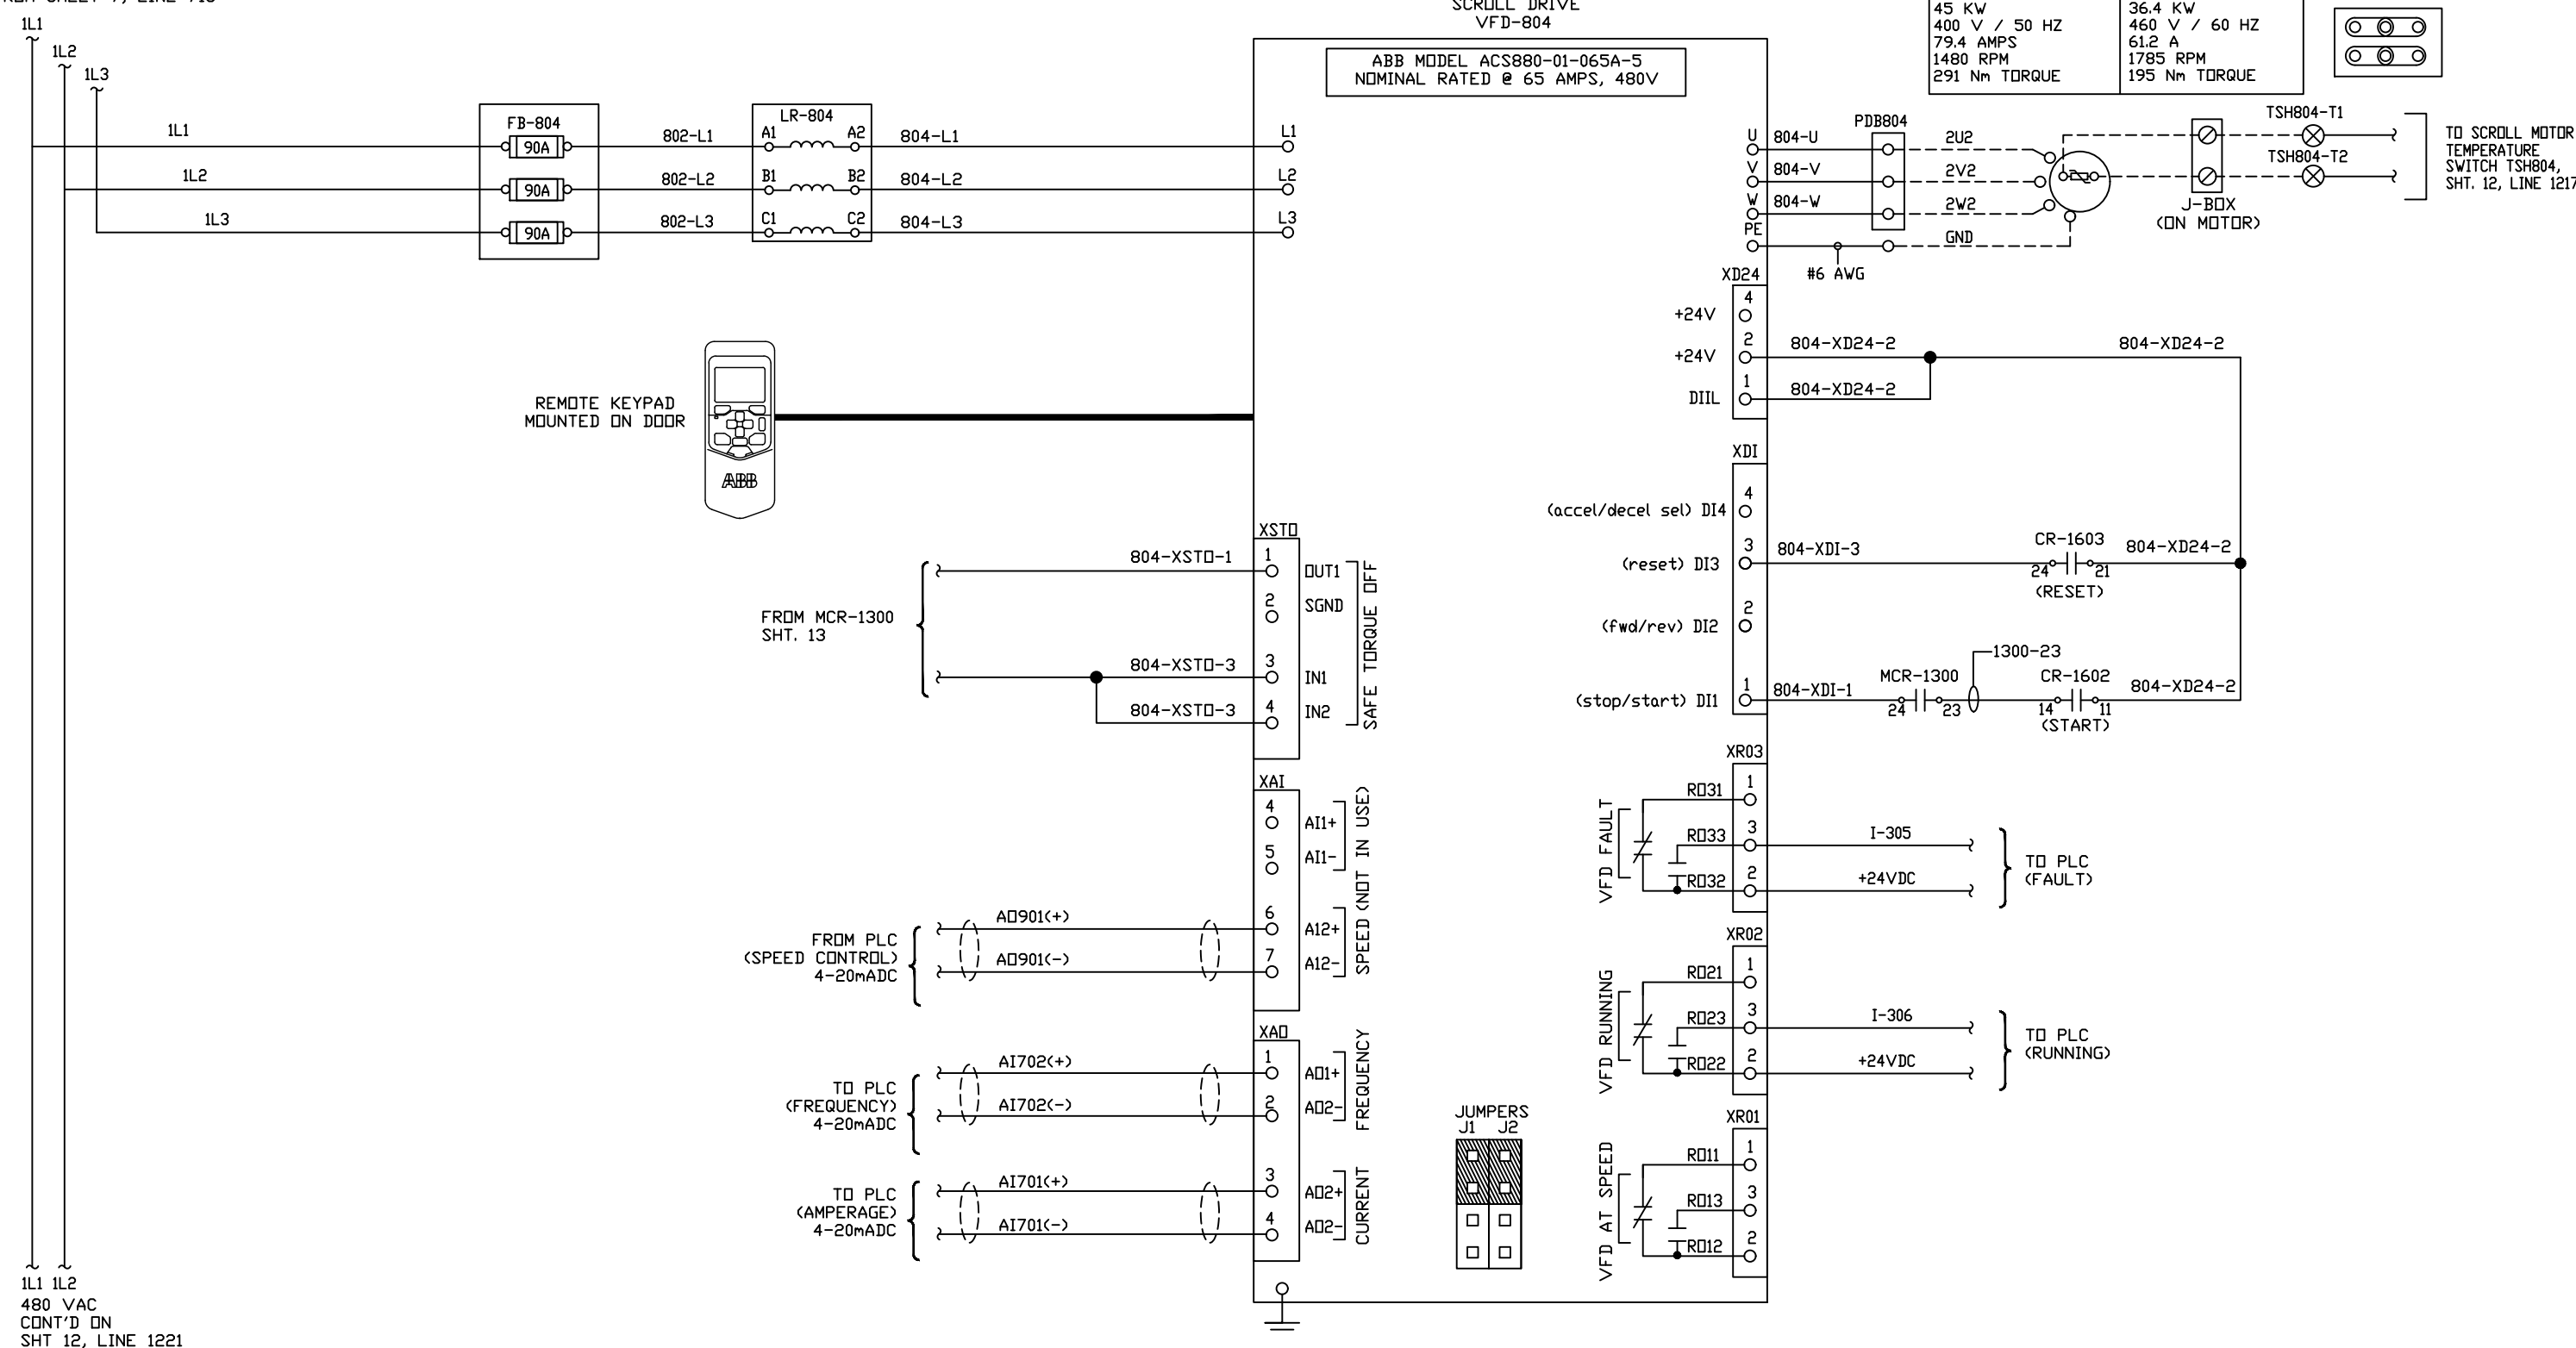 SCROLL DRIVE
VFD-804
ABB MODEL ACS880-01-065A-5
NOMINAL RATED @ 65 AMPS, 480V
45 KW
400 V / 50 HZ
79.4 AMPS
1480 RPM
291 Nm TORQUE
36.4 KW
460 V / 60 HZ
61.2 A
1785 RPM
195 Nm TORQUE
1L1
1L2
1L3
1L1
1L2
1L3
FB-804
90A
90A
90A
802-L1
802-L2
802-L3
LR-804
A1 A2
B1 B2
C1 C2
804-L1
804-L2
804-L3
L1
L2
L3
U
V
W
PE
804-U
804-V
804-W
#6 AWG
PDB804
2U2
2V2
2W2
GND
J-BOX
(ON MOTOR)
TSH804-T1
TSH804-T2
TO SCROLL MOTOR
TEMPERATURE
SWITCH TSH804,
SHT. 12, LINE 1217
XD24
4
+24V
2
+24V
1
DIIL
804-XD24-2
804-XD24-2
804-XD24-2
REMOTE KEYPAD
MOUNTED ON DOOR
ABB
XDI
4
(accel/decel sel) DI4
3
(reset) DI3
804-XDI-3
CR-1603
24 21
(RESET)
804-XD24-2
2
(fwd/rev) DI2
1
(stop/start) DI1
804-XDI-1
MCR-1300
24 23
1300-23
CR-1602
14 11
(START)
804-XD24-2
FROM MCR-1300
SHT. 13
804-XSTO-1
804-XSTO-3
804-XSTO-3
XSTO
1
OUT1
2
SGND
3
IN1
4
IN2
SAFE TORQUE OFF
XAI
4
AI1+
5
AI1-
(NOT IN USE)
6
A12+
7
A12-
SPEED
FROM PLC
(SPEED CONTROL)
4-20mADC
AO901(+)
AO901(-)
XAO
1
AO1+
2
AO2-
FREQUENCY
3
AO2+
4
AO2-
CURRENT
TO PLC
(FREQUENCY)
4-20mADC
AI702(+)
AI702(-)
TO PLC
(AMPERAGE)
4-20mADC
AI701(+)
AI701(-)
JUMPERS
J1 J2
XR03
VFD FAULT
RO31
1
RO33
3
RO32
2
I-305
+24VDC
TO PLC
(FAULT)
XR02
VFD RUNNING
RO21
1
RO23
3
RO22
2
I-306
+24VDC
TO PLC
(RUNNING)
XR01
VFD AT SPEED
RO11
1
RO13
3
RO12
2
1L1 1L2
480 VAC
CONT'D ON
SHT 12, LINE 1221